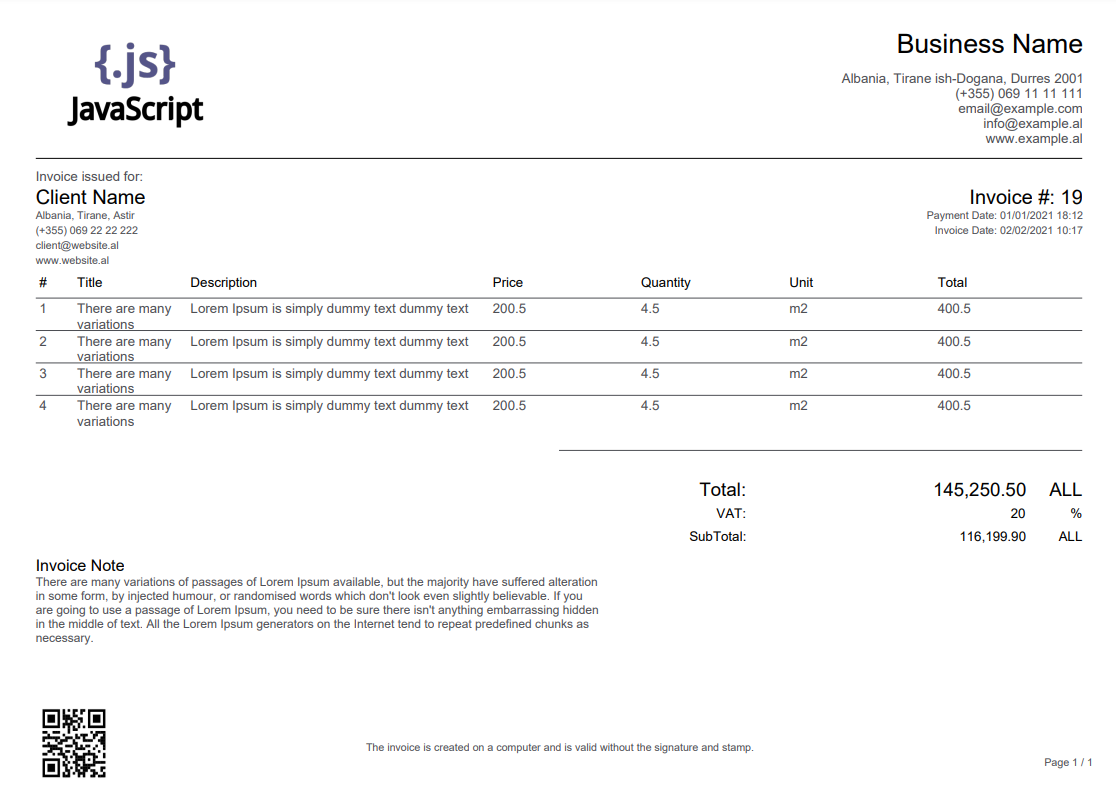 {.js}
JavaScript
Business Name
Albania, Tirane ish-Dogana, Durres 2001
(+355) 069 11 11 111
email@example.com
info@example.al
www.example.al
Invoice issued for:
Client Name
Albania, Tirane, Astir
(+355) 069 22 22 222
client@website.al
www.website.al
Invoice #: 19
Payment Date: 01/01/2021 18:12
Invoice Date: 02/02/2021 10:17
# Title Description Price Quantity Unit Total
1 There are many Lorem Ipsum is simply dummy text dummy text 200.5 4.5 m2 400.5
variations
2 There are many Lorem Ipsum is simply dummy text dummy text 200.5 4.5 m2 400.5
variations
3 There are many Lorem Ipsum is simply dummy text dummy text 200.5 4.5 m2 400.5
variations
4 There are many Lorem Ipsum is simply dummy text dummy text 200.5 4.5 m2 400.5
variations
Total: 145,250.50 ALL
VAT: 20 %
SubTotal: 116,199.90 ALL
Invoice Note
There are many variations of passages of Lorem Ipsum available, but the majority have suffered alteration
in some form, by injected humour, or randomised words which don't look even slightly believable. If you
are going to use a passage of Lorem Ipsum, you need to be sure there isn't anything embarrassing hidden
in the middle of text. All the Lorem Ipsum generators on the Internet tend to repeat predefined chunks as
necessary.
The invoice is created on a computer and is valid without the signature and stamp.
Page 1 / 1